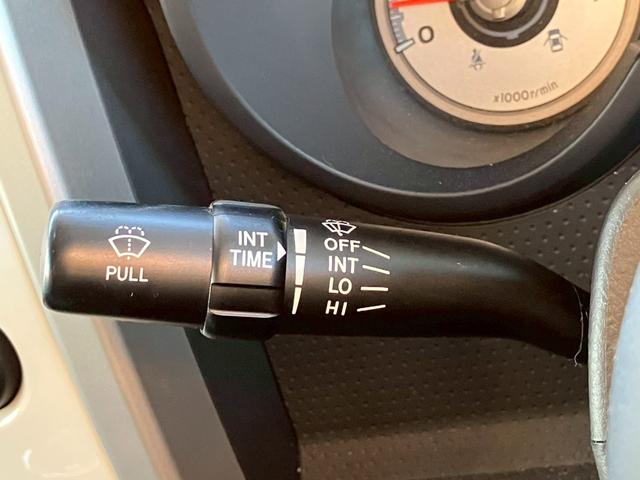 0
x1000r/min
PULL
INT
TIME
OFF
INT
LO
HI